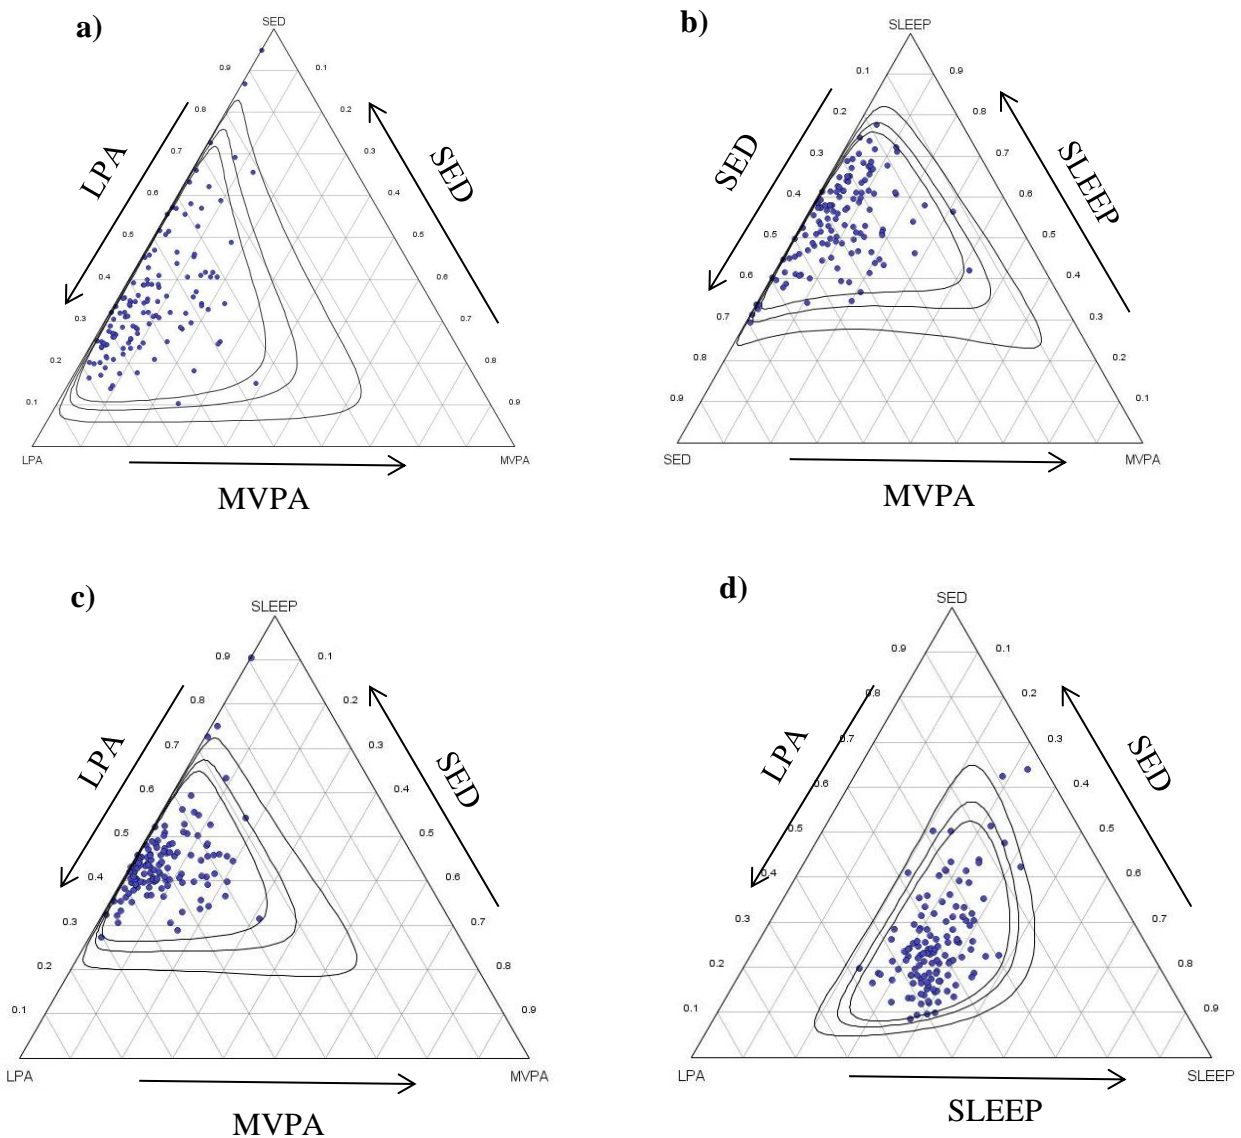 a)
SED
0.9 0.1
0.8 0.2
0.7 0.3
0.6 0.4
0.5 0.5
0.4 0.6
0.3 0.7
0.2 0.8
0.1 0.9
LPA
SED
LPA MVPA
MVPA
b)
SLEEP
0.1 0.9
0.2 0.8
0.3 0.7
0.4 0.6
0.5 0.5
0.6 0.4
0.7 0.3
0.8 0.2
0.9 0.1
SED
SLEEP
SED MVPA
MVPA
c)
SLEEP
0.9 0.1
0.8 0.2
0.7 0.3
0.6 0.4
0.5 0.5
0.4 0.6
0.3 0.7
0.2 0.8
0.1 0.9
LPA
SED
LPA MVPA
MVPA
d)
SED
0.9 0.1
0.8 0.2
0.7 0.3
0.6 0.4
0.5 0.5
0.4 0.6
0.3 0.7
0.2 0.8
0.1 0.9
LPA
SED
LPA SLEEP
SLEEP